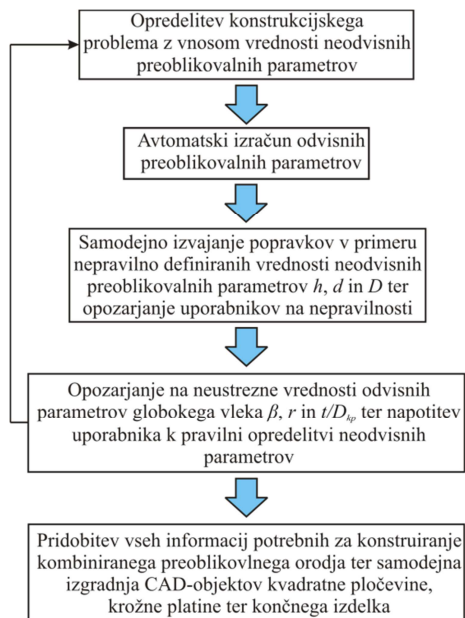 Opredelitev konstrukcijskega
problema z vnosom vrednosti neodvisnih
preoblikovalnih parametrov
Avtomatski izračun odvisnih
preoblikovalnih parametrov
Samodejno izvajanje popravkov v primeru
nepravilno definiranih vrednosti neodvisnih
preoblikovalnih parametrov h, d in D ter
opozarjanje uporabnikov na nepravilnosti
Opozarjanje na neustrezne vrednosti odvisnih
parametrov globokega vleka β, r in t/Dkp ter napotitev
uporabnika k pravilni opredelitvi neodvisnih
parametrov
Pridobitev vseh informacij potrebnih za konstruiranje
kombiniranega preoblikovlnega orodja ter samodejna
izgradnja CAD-objektov kvadratne pločevine,
krožne platine ter končnega izdelka